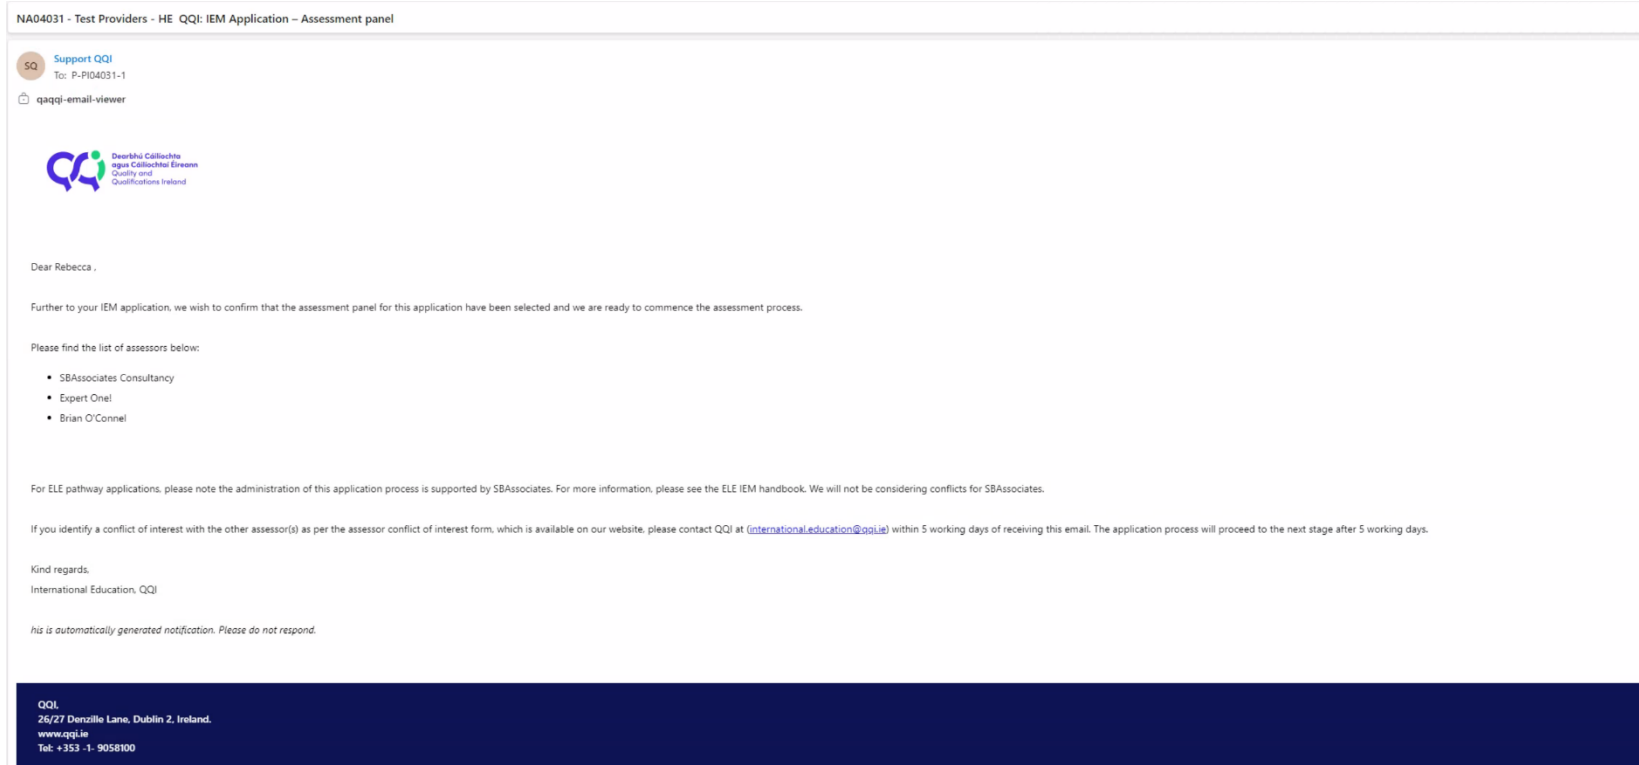 NA04031 - Test Providers - HE  QQI: IEM Application – Assessment panel
SQ
Support QQI
To: P-PI04031-1
qaqqi-email-viewer
QQI
Dearbhú Cáilíochta
agus Cáilíochtaí Éireann
Quality and
Qualifications Ireland
Dear Rebecca ,
Further to your IEM application, we wish to confirm that the assessment panel for this application have been selected and we are ready to commence the assessment process.
Please find the list of assessors below:
• SBAssociates Consultancy
• Expert Onel
• Brian O'Connel
For ELE pathway applications, please note the administration of this application process is supported by SBAssociates. For more information, please see the ELE IEM handbook. We will not be considering conflicts for SBAssociates.
If you identify a conflict of interest with the other assessor(s) as per the assessor conflict of interest form, which is available on our website, please contact QQI at (international.education@qqi.ie) within 5 working days of receiving this email. The application process will proceed to the next stage after 5 working days.
Kind regards,
International Education, QQI
his is automatically generated notification. Please do not respond.
QQI,
26/27 Denzille Lane, Dublin 2, Ireland.
www.qqi.ie
Tel: +353 -1- 9058100